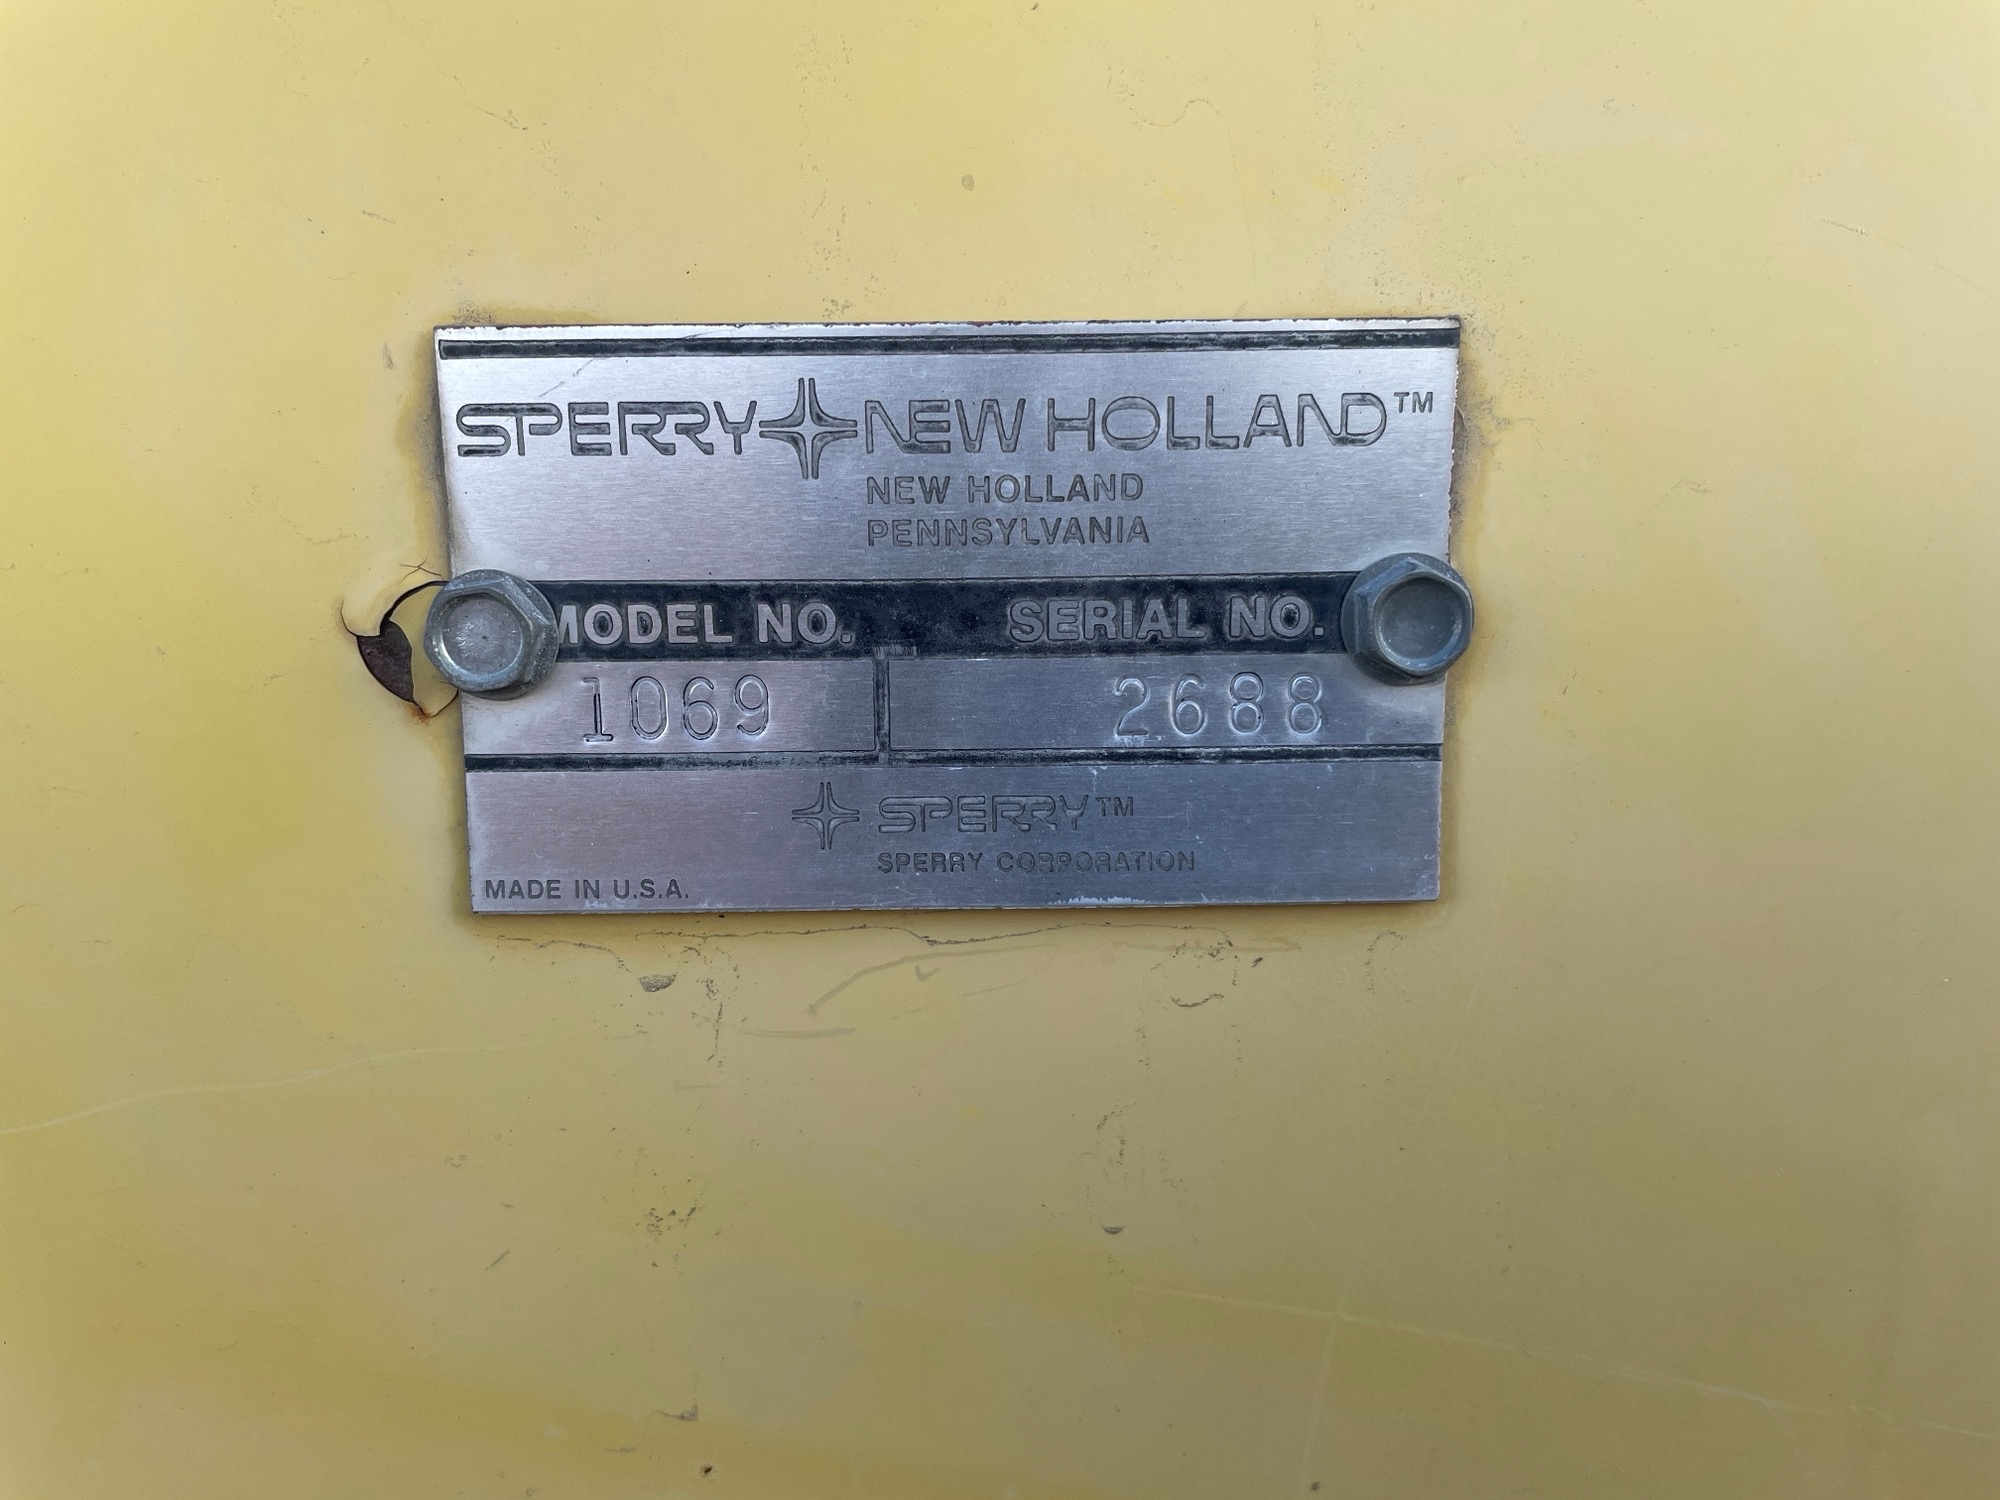 SPERRY NEW HOLLAND™
NEW HOLLAND
PENNSYLVANIA
MODEL NO. SERIAL NO.
1069 2688
SPERRY™
SPERRY CORPORATION
MADE IN U.S.A.